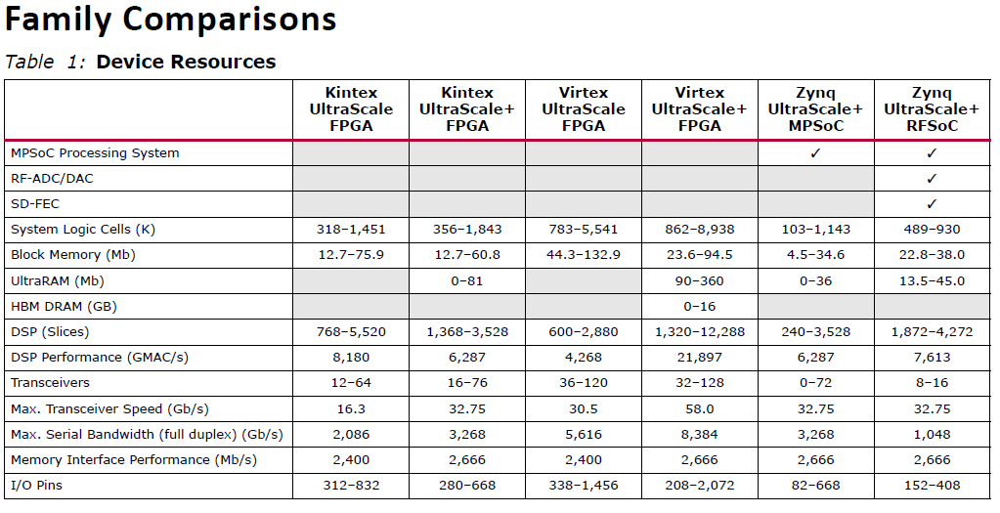 Family Comparisons
Table 1: Device Resources
Kintex UltraScale FPGA Kintex UltraScale+ FPGA Virtex UltraScale FPGA Virtex UltraScale+ FPGA Zynq UltraScale+ MPSoC Zynq UltraScale+ RFSoC
MPSoC Processing System ✓ ✓
RF-ADC/DAC ✓
SD-FEC ✓
System Logic Cells (K) 318–1,451 356–1,843 783–5,541 862–8,938 103–1,143 489–930
Block Memory (Mb) 12.7–75.9 12.7–60.8 44.3–132.9 23.6–94.5 4.5–34.6 22.8–38.0
UltraRAM (Mb) 0–81 90–360 0–36 13.5–45.0
HBM DRAM (GB) 0–16
DSP (Slices) 768–5,520 1,368–3,528 600–2,880 1,320–12,288 240–3,528 1,872–4,272
DSP Performance (GMAC/s) 8,180 6,287 4,268 21,897 6,287 7,613
Transceivers 12–64 16–76 36–120 32–128 0–72 8–16
Max. Transceiver Speed (Gb/s) 16.3 32.75 30.5 58.0 32.75 32.75
Max. Serial Bandwidth (full duplex) (Gb/s) 2,086 3,268 5,616 8,384 3,268 1,048
Memory Interface Performance (Mb/s) 2,400 2,666 2,400 2,666 2,666 2,666
I/O Pins 312–832 280–668 338–1,456 208–2,072 82–668 152–408